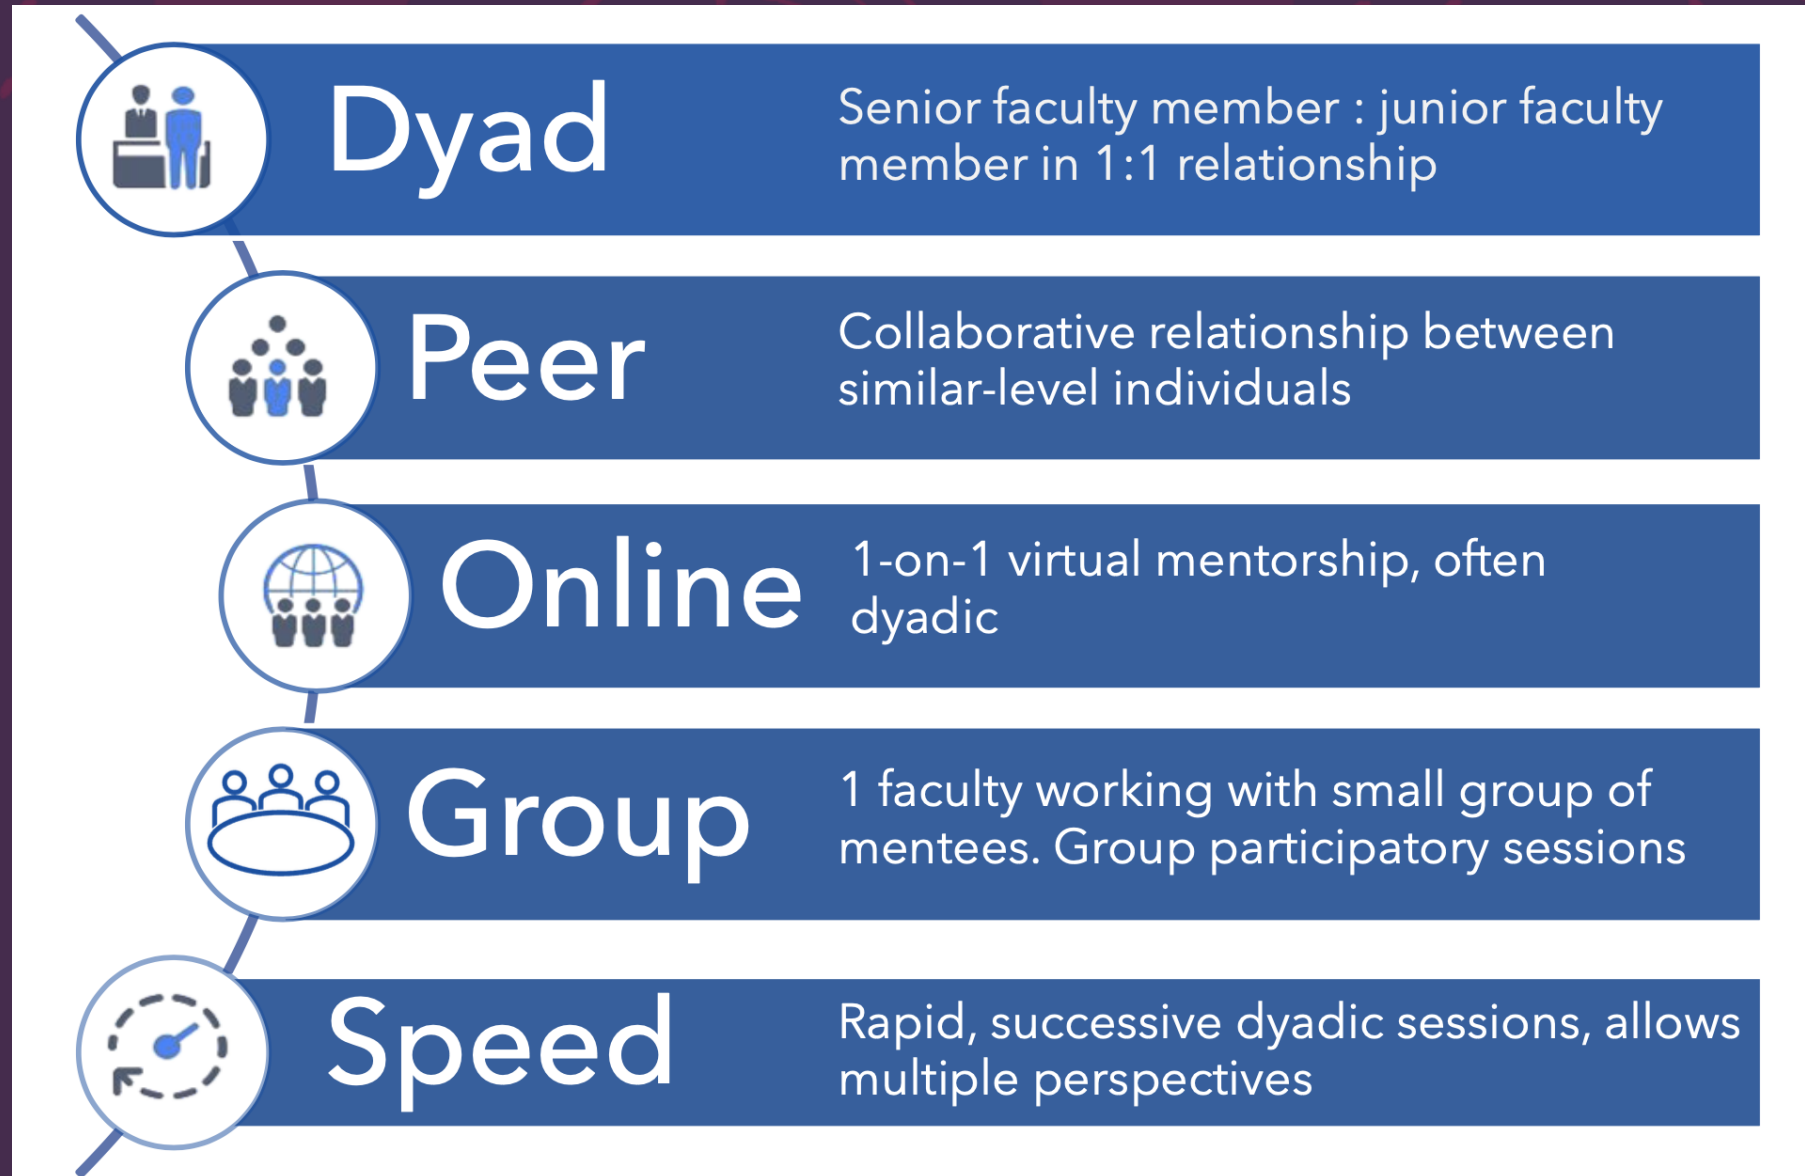 Dyad
Senior faculty member : junior faculty
member in 1:1 relationship
Peer
Collaborative relationship between
similar-level individuals
Online
1-on-1 virtual mentorship, often
dyadic
Group
1 faculty working with small group of
mentees. Group participatory sessions
Speed
Rapid, successive dyadic sessions, allows
multiple perspectives